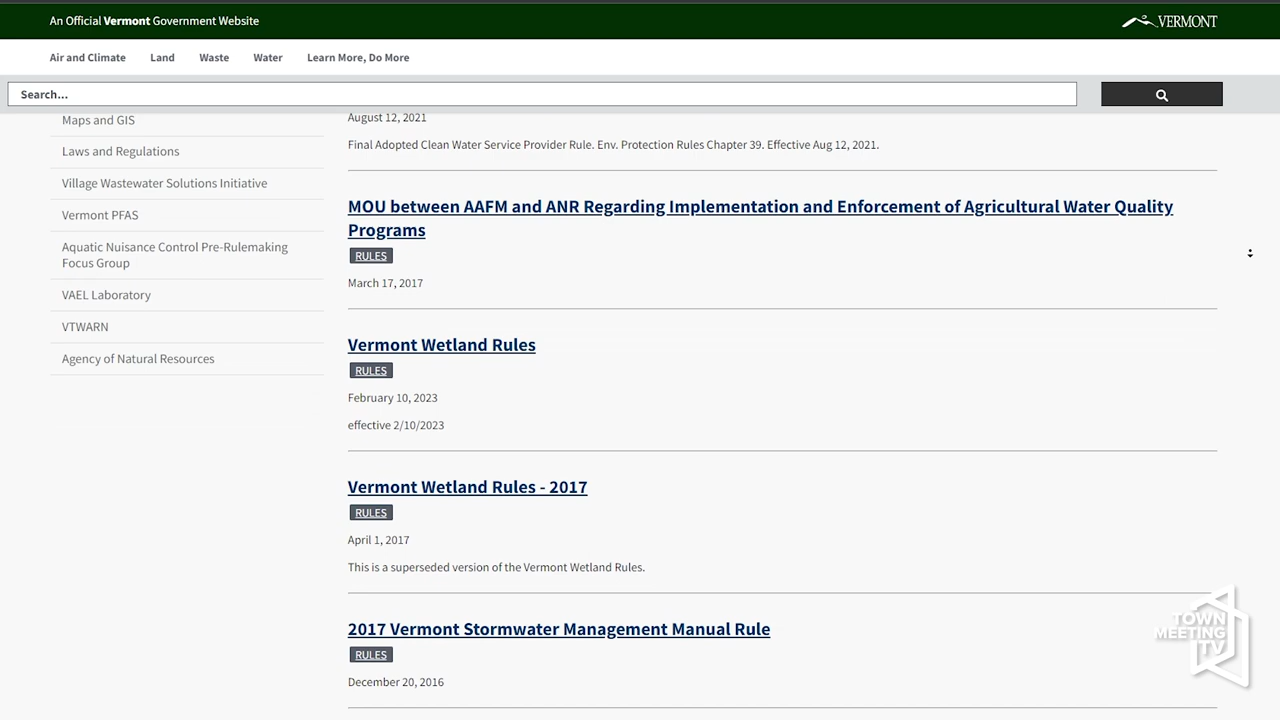 An Official Vermont Government Website
VERMONT
Air and Climate
Land
Waste
Water
Learn More, Do More
Search...
Maps and GIS
Laws and Regulations
Village Wastewater Solutions Initiative
Vermont PFAS
Aquatic Nuisance Control Pre-Rulemaking
Focus Group
VAEL Laboratory
VTWARN
Agency of Natural Resources
August 12, 2021
Final Adopted Clean Water Service Provider Rule. Env. Protection Rules Chapter 39. Effective Aug 12, 2021.
MOU between AAFM and ANR Regarding Implementation and Enforcement of Agricultural Water Quality
Programs
RULES
March 17, 2017
Vermont Wetland Rules
RULES
February 10, 2023
effective 2/10/2023
Vermont Wetland Rules - 2017
RULES
April 1, 2017
This is a superseded version of the Vermont Wetland Rules.
2017 Vermont Stormwater Management Manual Rule
RULES
December 20, 2016
TOWN
MEETING
TV